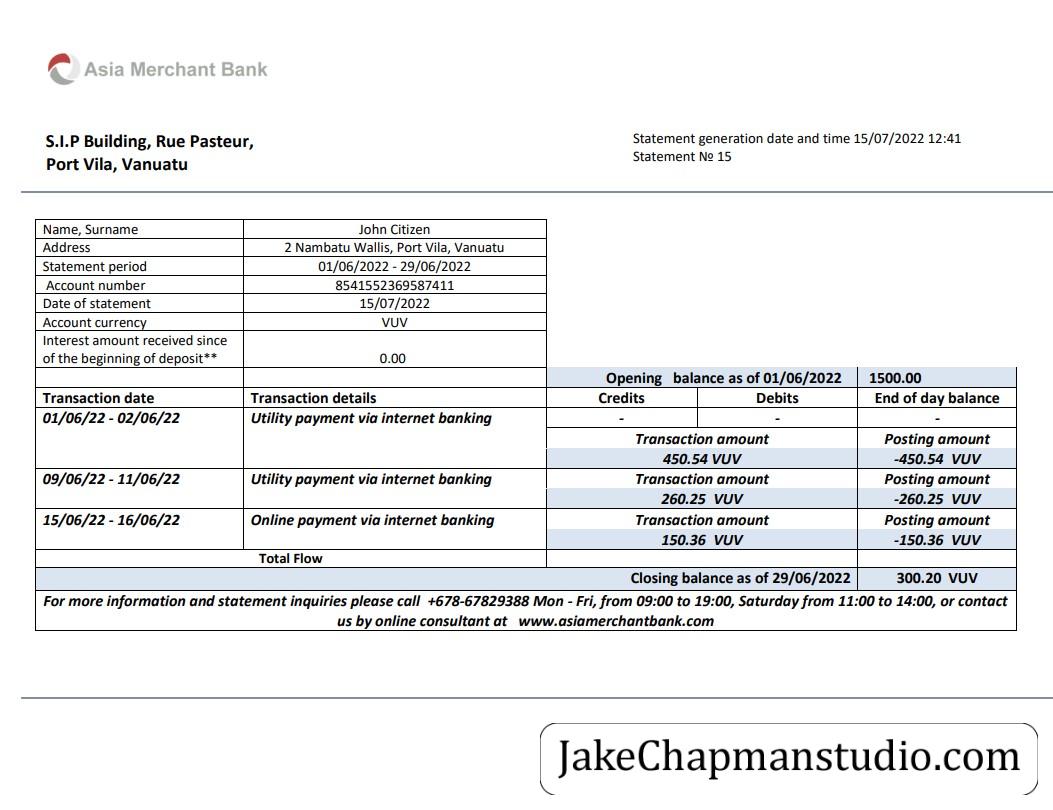 Asia Merchant Bank
S.I.P Building, Rue Pasteur,
Port Vila, Vanuatu
Statement generation date and time 15/07/2022 12:41
Statement № 15
Name, Surname John Citizen
Address 2 Nambatu Wallis, Port Vila, Vanuatu
Statement period 01/06/2022 - 29/06/2022
Account number 8541552369587411
Date of statement 15/07/2022
Account currency VUV
Interest amount received since
of the beginning of deposit** 0.00
Opening balance as of 01/06/2022 1500.00
Transaction date Transaction details Credits Debits End of day balance
01/06/22 - 02/06/22 Utility payment via internet banking - - -
Transaction amount Posting amount
450.54 VUV -450.54 VUV
09/06/22 - 11/06/22 Utility payment via internet banking Transaction amount Posting amount
260.25 VUV -260.25 VUV
15/06/22 - 16/06/22 Online payment via internet banking Transaction amount Posting amount
150.36 VUV -150.36 VUV
Total Flow
Closing balance as of 29/06/2022 300.20 VUV
For more information and statement inquiries please call +678-67829388 Mon - Fri, from 09:00 to 19:00, Saturday from 11:00 to 14:00, or contact
us by online consultant at www.asiamerchantbank.com
JakeChapmanstudio.com